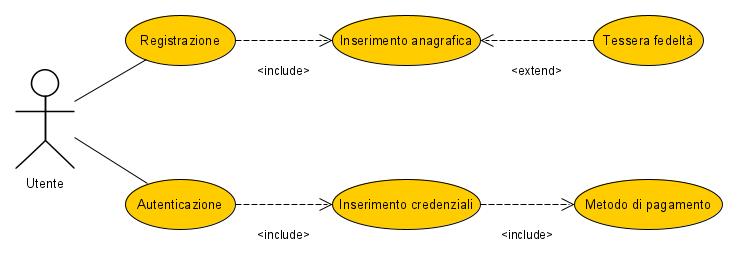 Registrazione
Inserimento anagrafica
Tessera fedeltà
<include>
<extend>
Utente
Autenticazione
Inserimento credenziali
Metodo di pagamento
<include>
<include>